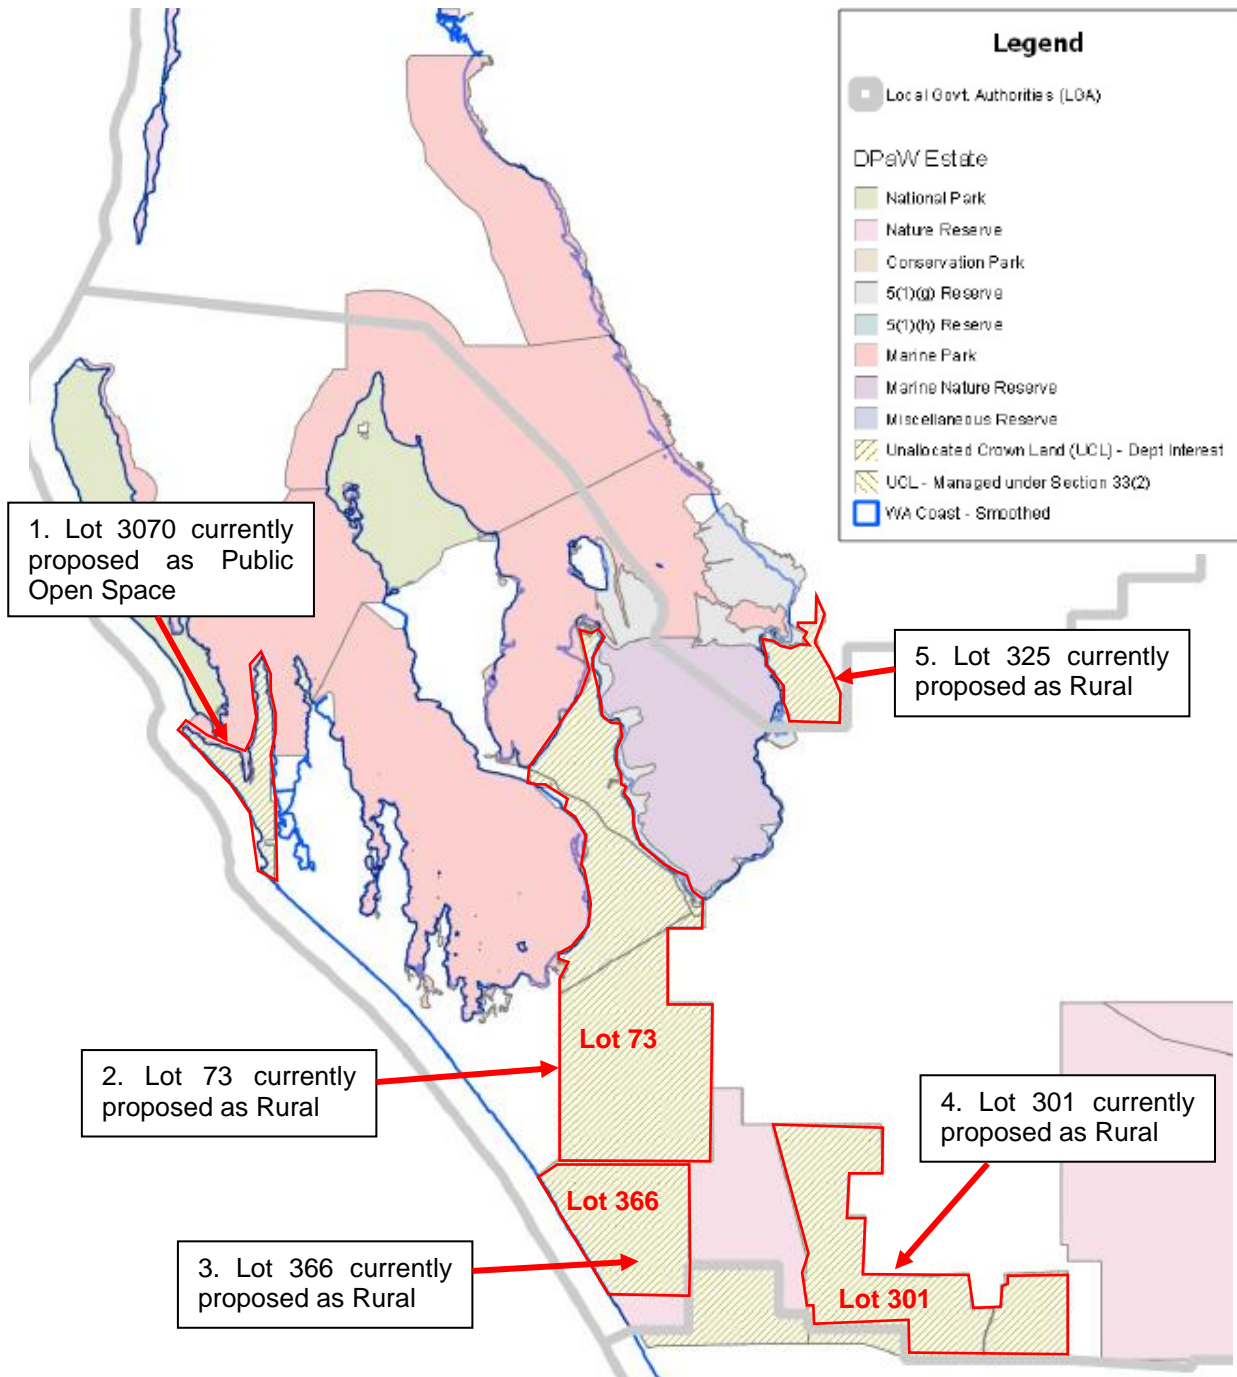 Legend
Local Govt. Authorities (LGA)
DPaW Estate
National Park
Nature Reserve
Conservation Park
5(1)(g) Reserve
5(1)(h) Reserve
Marine Park
Marine Nature Reserve
Miscellaneous Reserve
Unallocated Crown Land (UCL) - Dept Interest
UCL - Managed under Section 33(2)
WA Coast - Smoothed
1. Lot 3070 currently
proposed as Public
Open Space
5. Lot 325 currently
proposed as Rural
Lot 73
2. Lot 73 currently
proposed as Rural
4. Lot 301 currently
proposed as Rural
Lot 366
3. Lot 366 currently
proposed as Rural
Lot 301